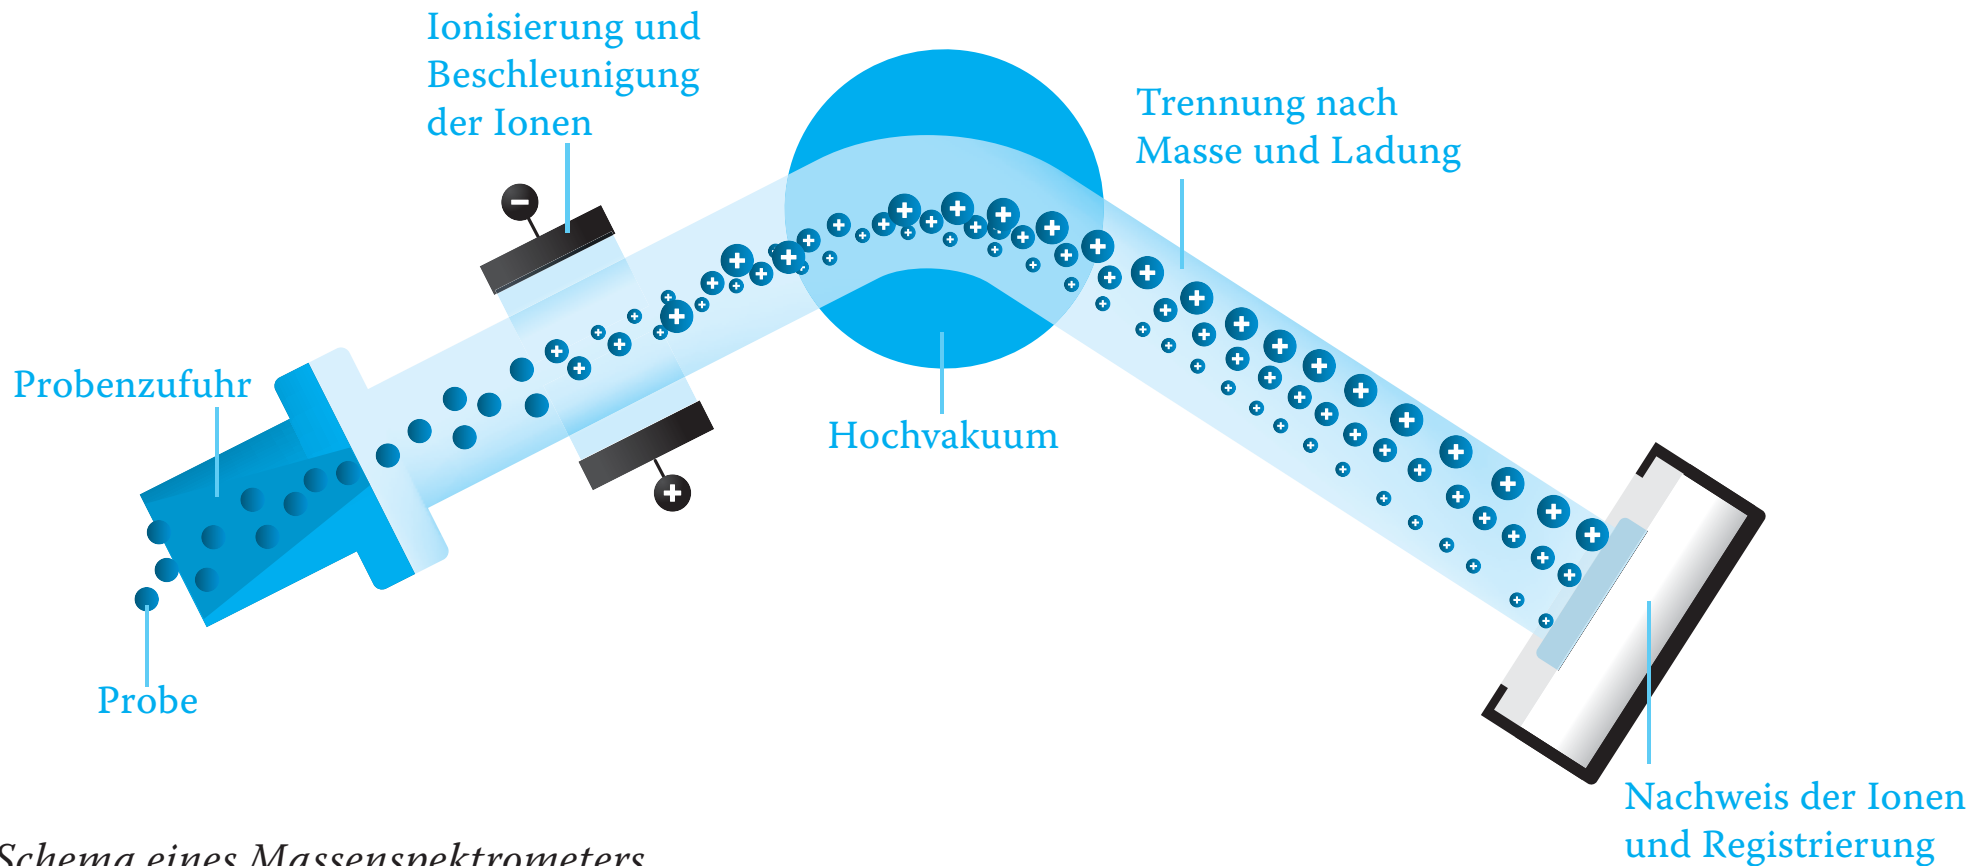 Ionisierung und
Beschleunigung
der Ionen
Trennung nach
Masse und Ladung
Probenzufuhr
Hochvakuum
Probe
Nachweis der Ionen
und Registrierung
Schema eines Massenspektrometers